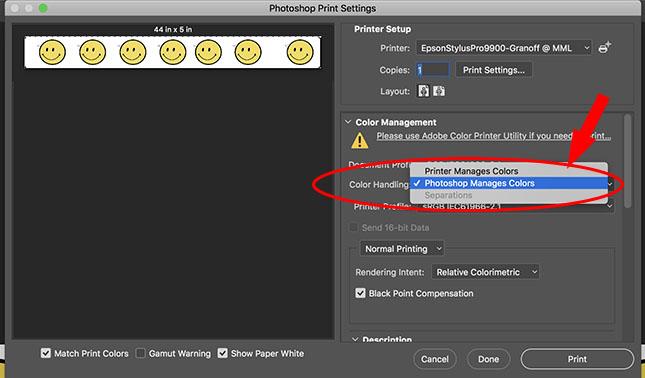 Photoshop Print Settings
44 in x 5 in
Printer Setup
Printer: EpsonStylusPro9900-Granoff @ MML
Copies: 1 Print Settings...
Layout:
Color Management
Please use Adobe Color Printer Utility if you need print...
Document Profi
Printer Manages Colors
Color Handling: Photoshop Manages Colors
Separations
Printer Profile: sRGB IEC61966-2.1
Send 16-bit Data
Normal Printing
Rendering Intent: Relative Colorimetric
Black Point Compensation
Description
Match Print Colors Gamut Warning Show Paper White
Cancel Done Print